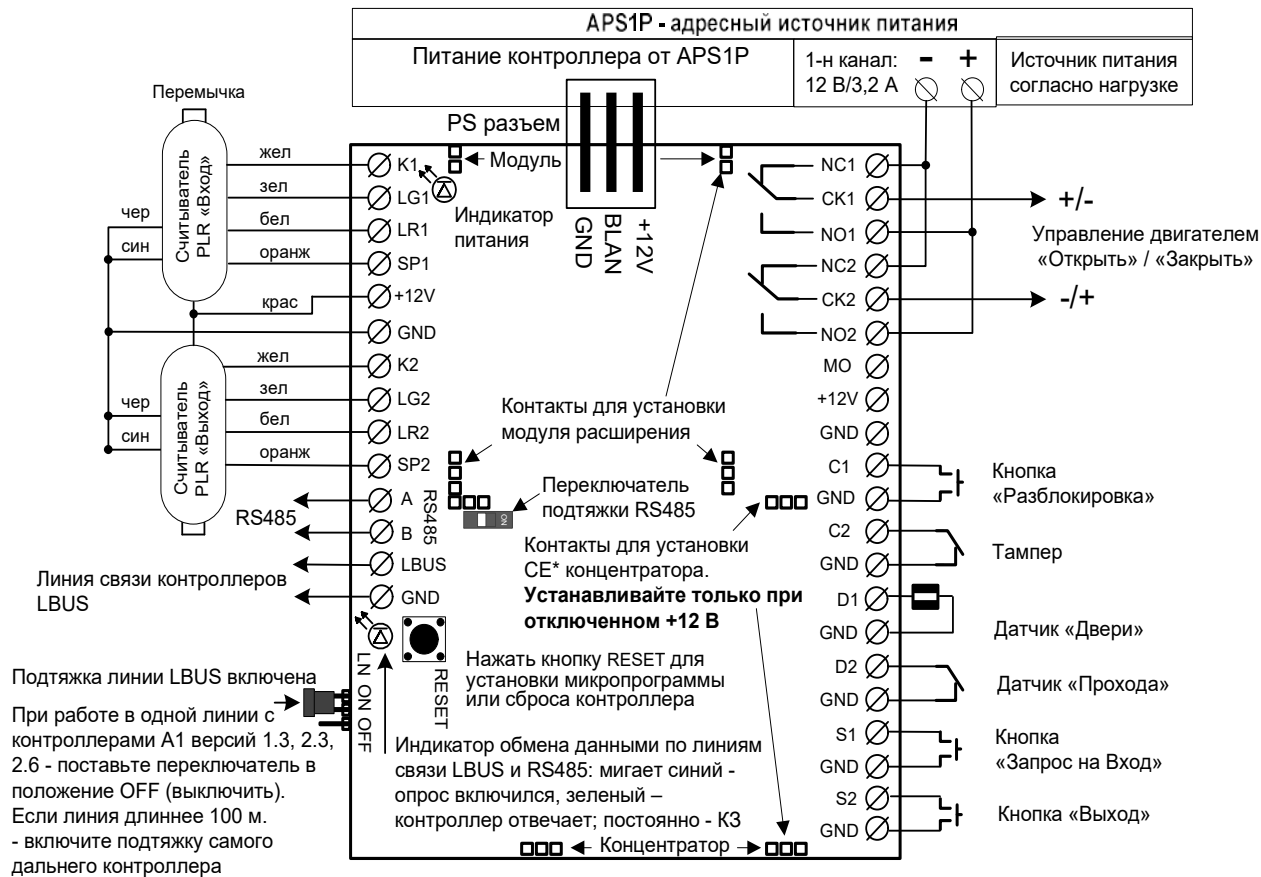 APS1P - адресный источник питания
Питание контроллера от APS1P
1-н канал:
12 В/3,2 А
- +
Источник питания
согласно нагрузке
Перемычка
PS разъем
Модуль
GND
BLAN
+12V
Индикатор
питания
Считыватель
PLR «Вход»
жел
зел
бел
оранж
крас
чер
син
Считыватель
PLR «Выход»
жел
зел
бел
оранж
чер
син
K1
LG1
LR1
SP1
+12V
GND
K2
LG2
LR2
SP2
A
B
RS485
LBUS
GND
RS485
Линия связи контроллеров
LBUS
NC1
CK1
NO1
NC2
CK2
NO2
MO
+12V
GND
C1
GND
C2
GND
D1
GND
D2
GND
S1
GND
S2
GND
+/-
Управление двигателем
«Открыть» / «Закрыть»
-/+
Кнопка
«Разблокировка»
Тампер
Датчик «Двери»
Датчик «Прохода»
Кнопка
«Запрос на Вход»
Кнопка «Выход»
Контакты для установки
модуля расширения
Переключатель
подтяжки RS485
ON
Контакты для установки
CE* концентратора.
Устанавливайте только при
отключенном +12 В
RESET
Нажать кнопку RESET для
установки микропрограммы
или сброса контроллера
LN ON OFF
Индикатор обмена данными по линиям
связи LBUS и RS485: мигает синий -
опрос включился, зеленый –
контроллер отвечает; постоянно - КЗ
Концентратор
Подтяжка линии LBUS включена
При работе в одной линии с
контроллерами А1 версий 1.3, 2.3,
2.6 - поставьте переключатель в
положение OFF (выключить).
Если линия длиннее 100 м.
- включите подтяжку самого
дальнего контроллера